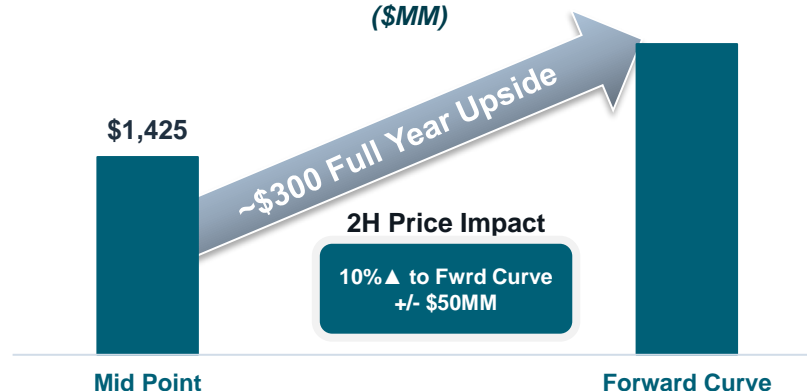 ($MM)
$1,425
~$300 Full Year Upside
2H Price Impact
10%▲ to Fwrd Curve
+/- $50MM
Mid Point
Forward Curve